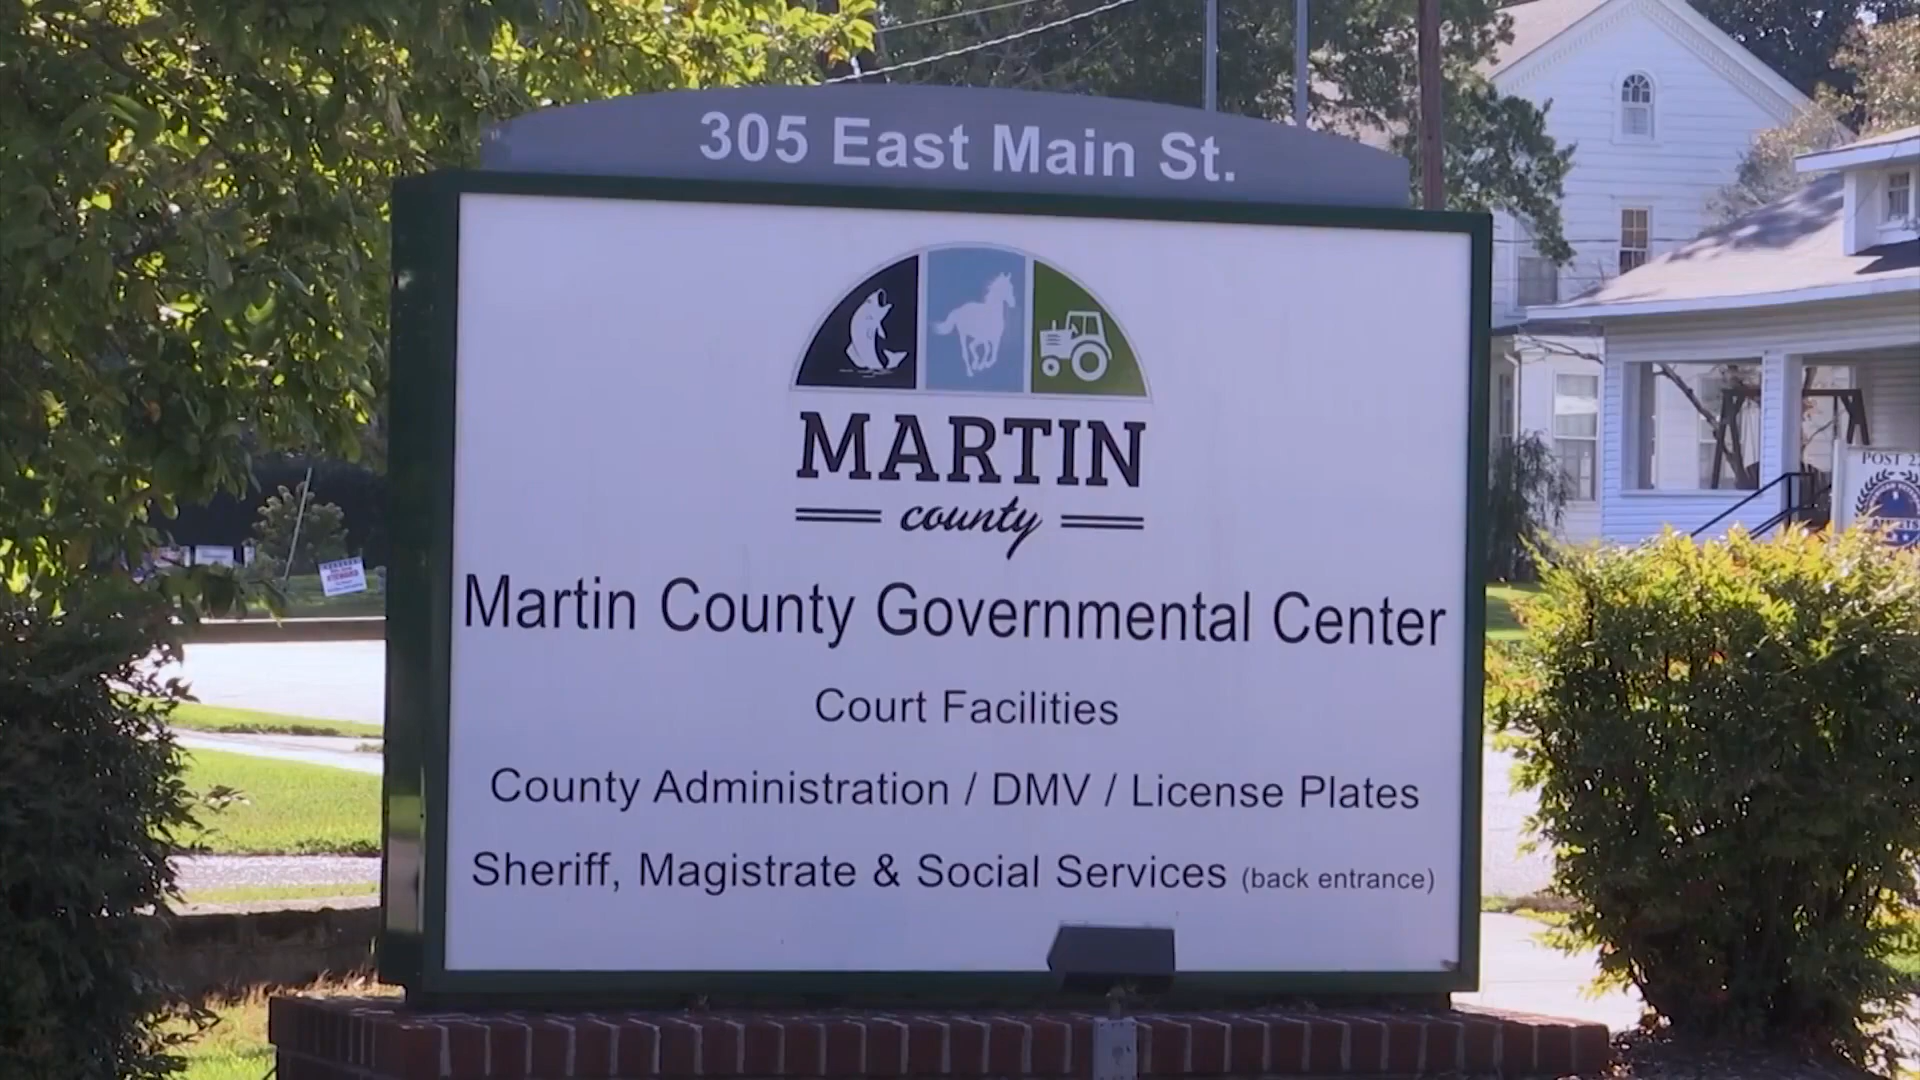 305 East Main St.
MARTIN
county
Martin County Governmental Center
Court Facilities
County Administration / DMV / License Plates
Sheriff, Magistrate & Social Services (back entrance)
POST